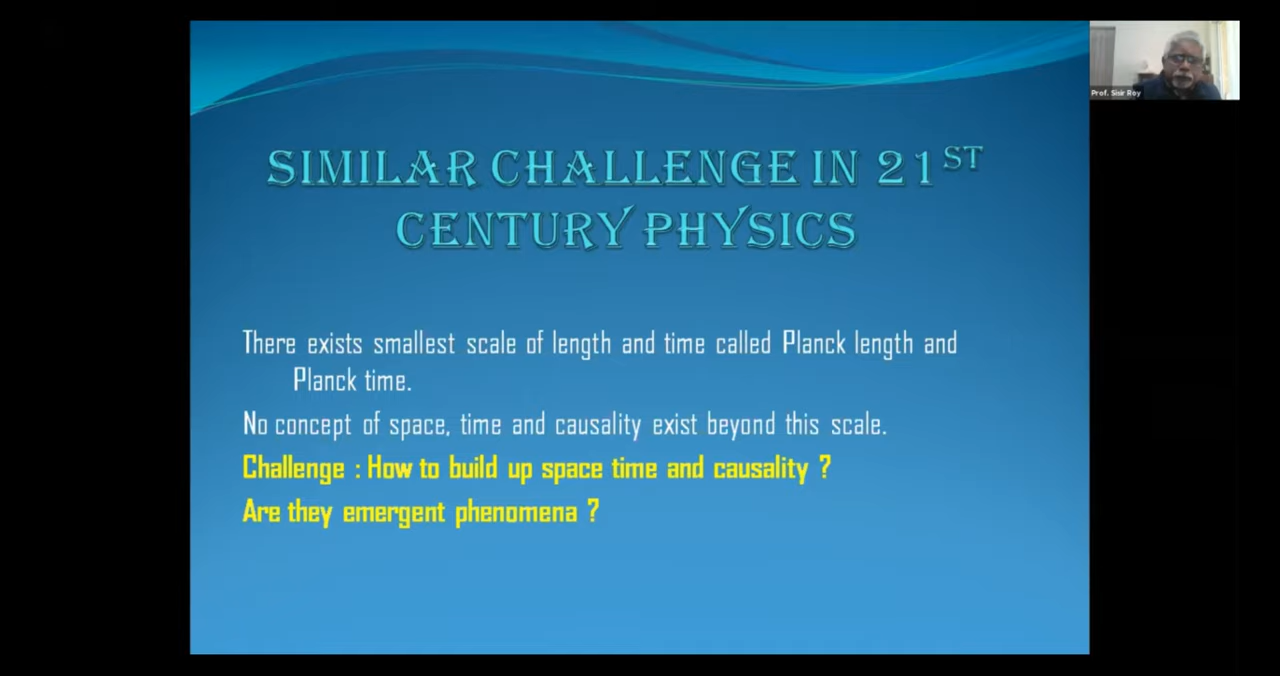 SIMILAR CHALLENGE IN 21ST
CENTURY PHYSICS
There exists smallest scale of length and time called Planck length and
Planck time.
No concept of space, time and causality exist beyond this scale.
Challenge : How to build up space time and causality ?
Are they emergent phenomena ?
Prof. Sisir Roy